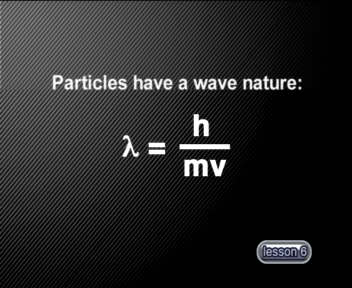 Particles have a wave nature:
λ = h
mv
lesson 6